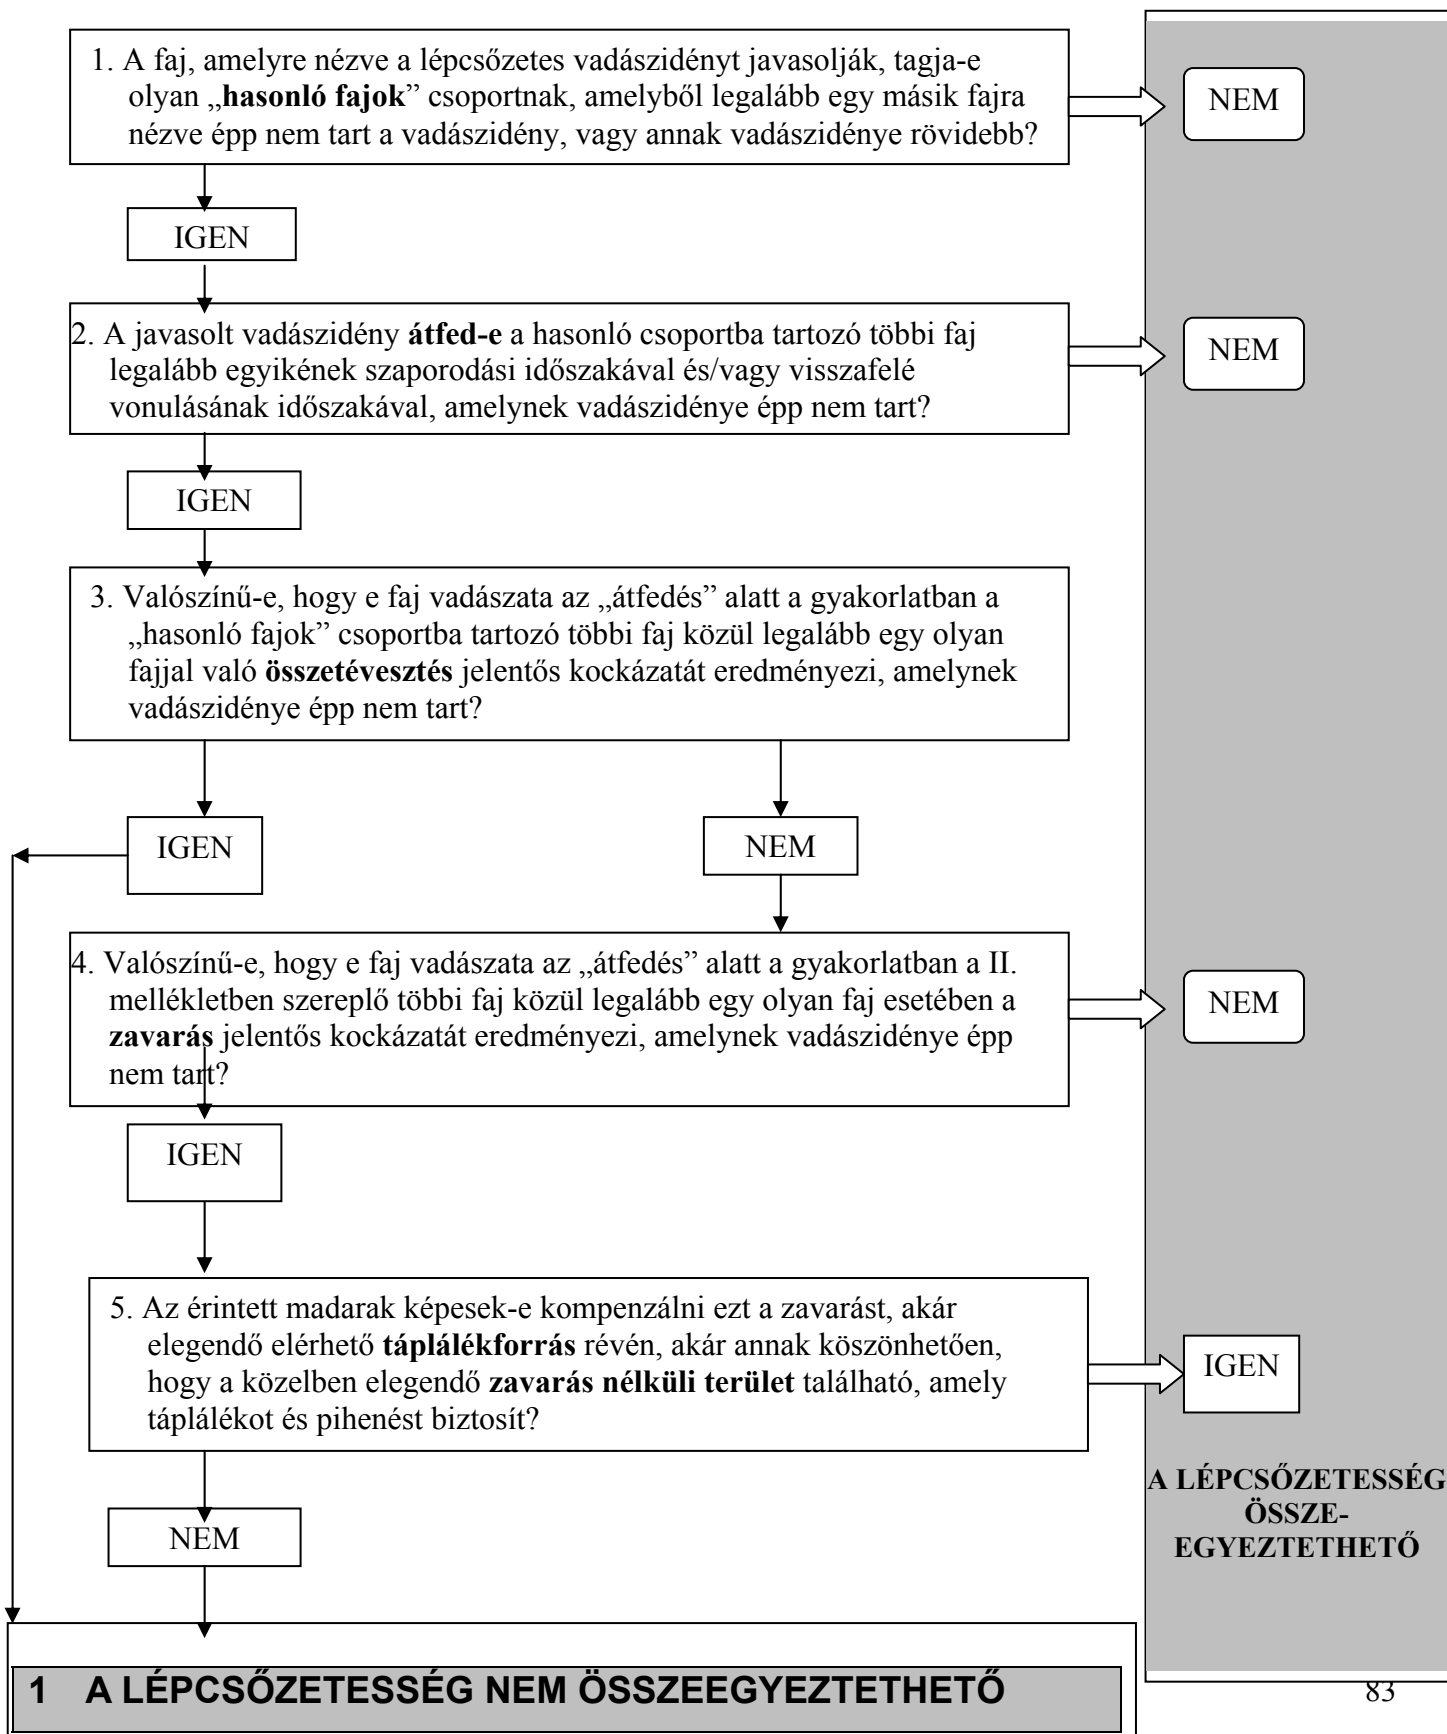 1. A faj, amelyre nézve a lépcsőzetes vadászidényt javasolják, tagja-e
olyan „hasonló fajok” csoportnak, amelyből legalább egy másik fajra
nézve épp nem tart a vadászidény, vagy annak vadászidénye rövidebb?
NEM
IGEN
2. A javasolt vadászidény átfed-e a hasonló csoportba tartozó többi faj
legalább egyikének szaporodási időszakával és/vagy visszafelé
vonulásának időszakával, amelynek vadászidénye épp nem tart?
NEM
IGEN
3. Valószínű-e, hogy e faj vadászata az „átfedés” alatt a gyakorlatban a
„hasonló fajok” csoportba tartozó többi faj közül legalább egy olyan
fajjal való összetévesztés jelentős kockázatát eredményezi, amelynek
vadászidénye épp nem tart?
IGEN
NEM
4. Valószínű-e, hogy e faj vadászata az „átfedés” alatt a gyakorlatban a II.
mellékletben szereplő többi faj közül legalább egy olyan faj esetében a
zavarás jelentős kockázatát eredményezi, amelynek vadászidénye épp
nem tart?
NEM
IGEN
5. Az érintett madarak képesek-e kompenzálni ezt a zavarást, akár
elegendő elérhető táplálékforrás révén, akár annak köszönhetően,
hogy a közelben elegendő zavarás nélküli terület található, amely
táplálékot és pihenést biztosít?
IGEN
A LÉPCSŐZETESSÉG
ÖSSZE-
EGYEZTETHETŐ
NEM
1 A LÉPCSŐZETESSÉG NEM ÖSSZEEGYEZTETHETŐ
83